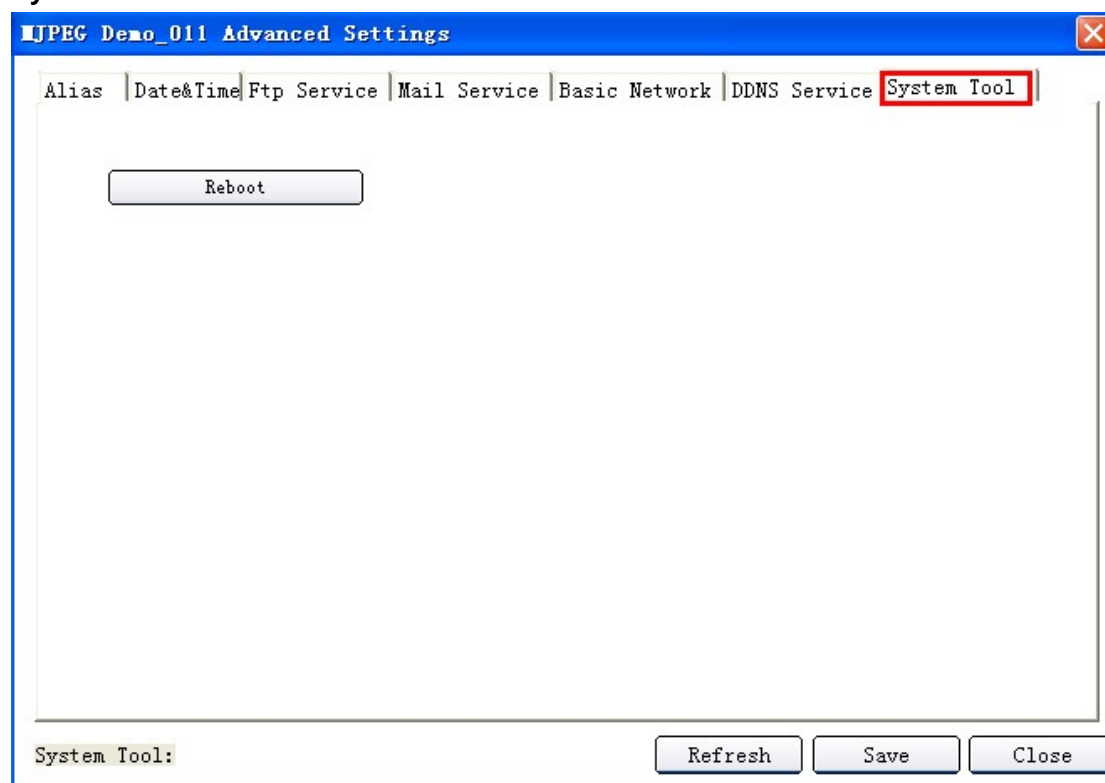 MJPEG Demo_011 Advanced Settings
Alias Date&Time Ftp Service Mail Service Basic Network DDNS Service System Tool
Reboot
System Tool: Refresh Save Close